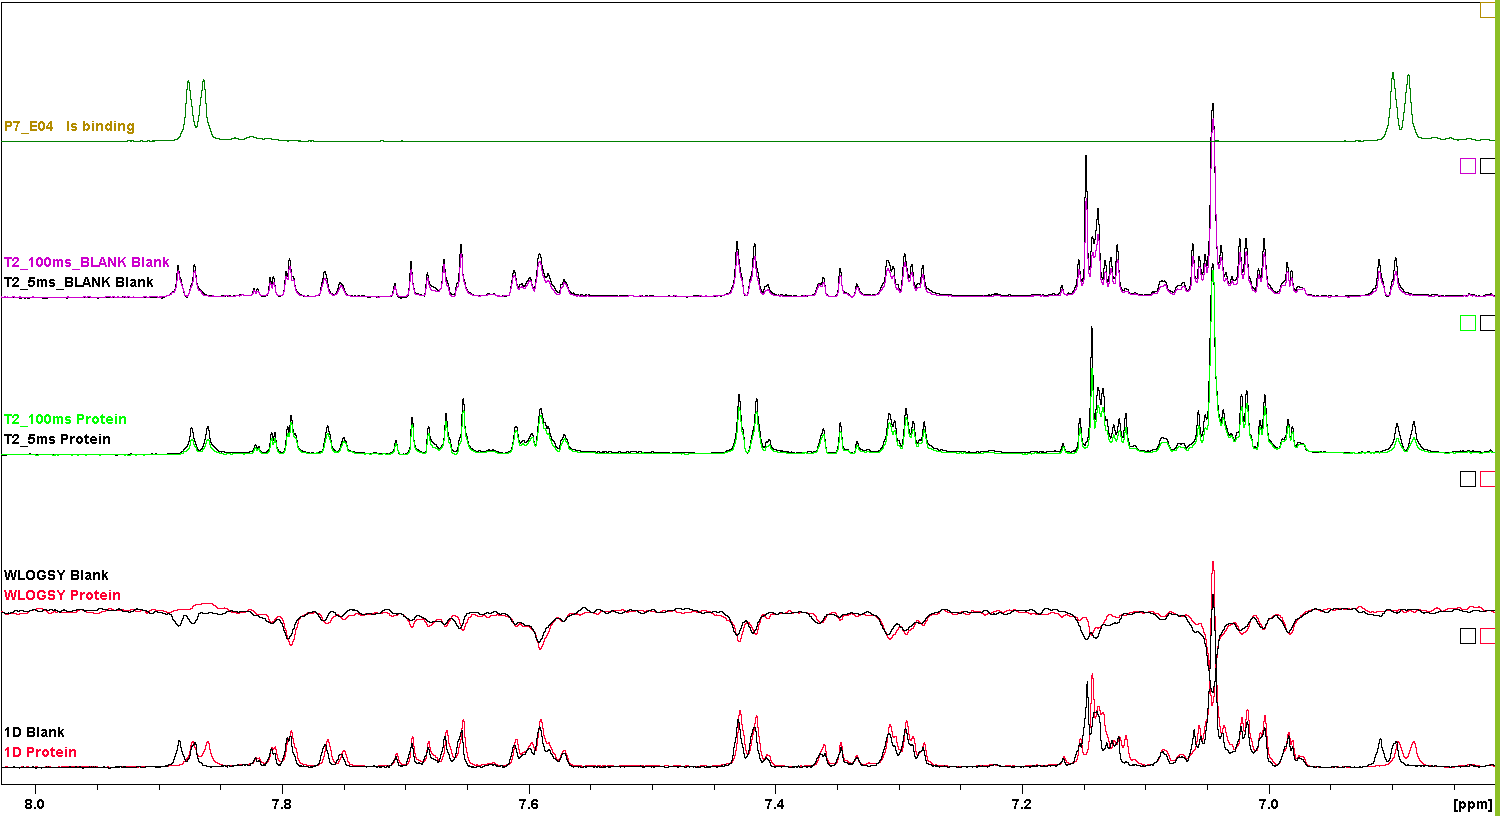 P7_E04 Is binding
T2_100ms_BLANK Blank
T2_5ms_BLANK Blank
T2_100ms Protein
T2_5ms Protein
WLOGSY Blank
WLOGSY Protein
1D Blank
1D Protein
8.0 7.8 7.6 7.4 7.2 7.0 [ppm]